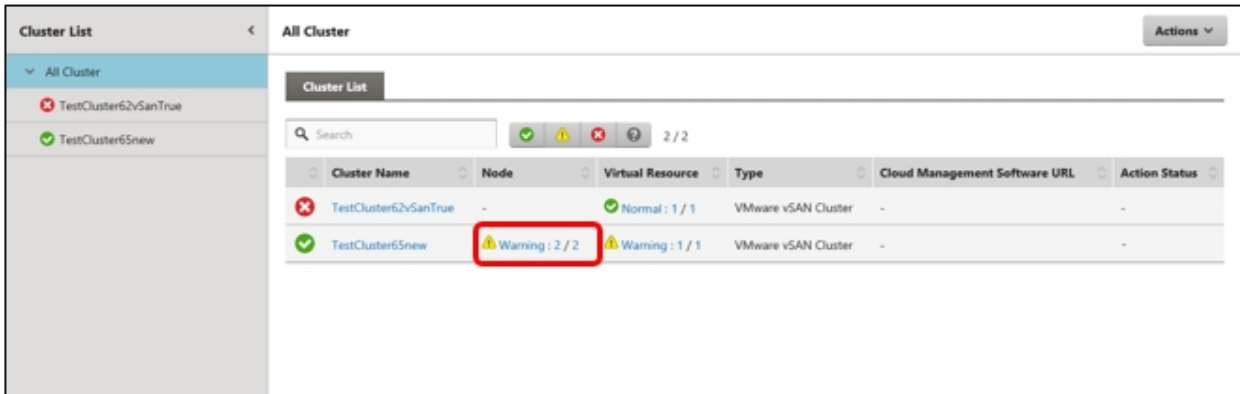 Cluster List
All Cluster
Actions
All Cluster
TestCluster62vSanTrue
TestCluster65new
Cluster List
Search
2 / 2
Cluster Name Node Virtual Resource Type Cloud Management Software URL Action Status
TestCluster62vSanTrue - Normal : 1 / 1 VMware vSAN Cluster - -
TestCluster65new Warning : 2 / 2 Warning : 1 / 1 VMware vSAN Cluster - -